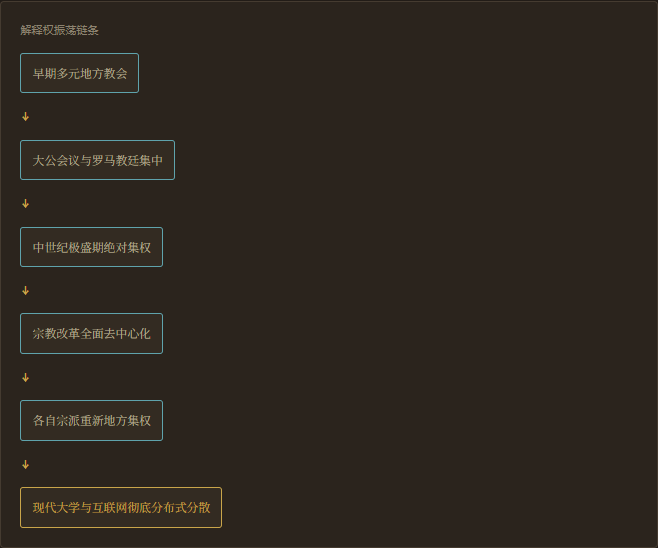 解释权振荡链条
早期多元地方教会
↓
大公会议与罗马教廷集中
↓
中世纪极盛期绝对集权
↓
宗教改革全面去中心化
↓
各自宗派重新地方集权
↓
现代大学与互联网彻底分布式分散